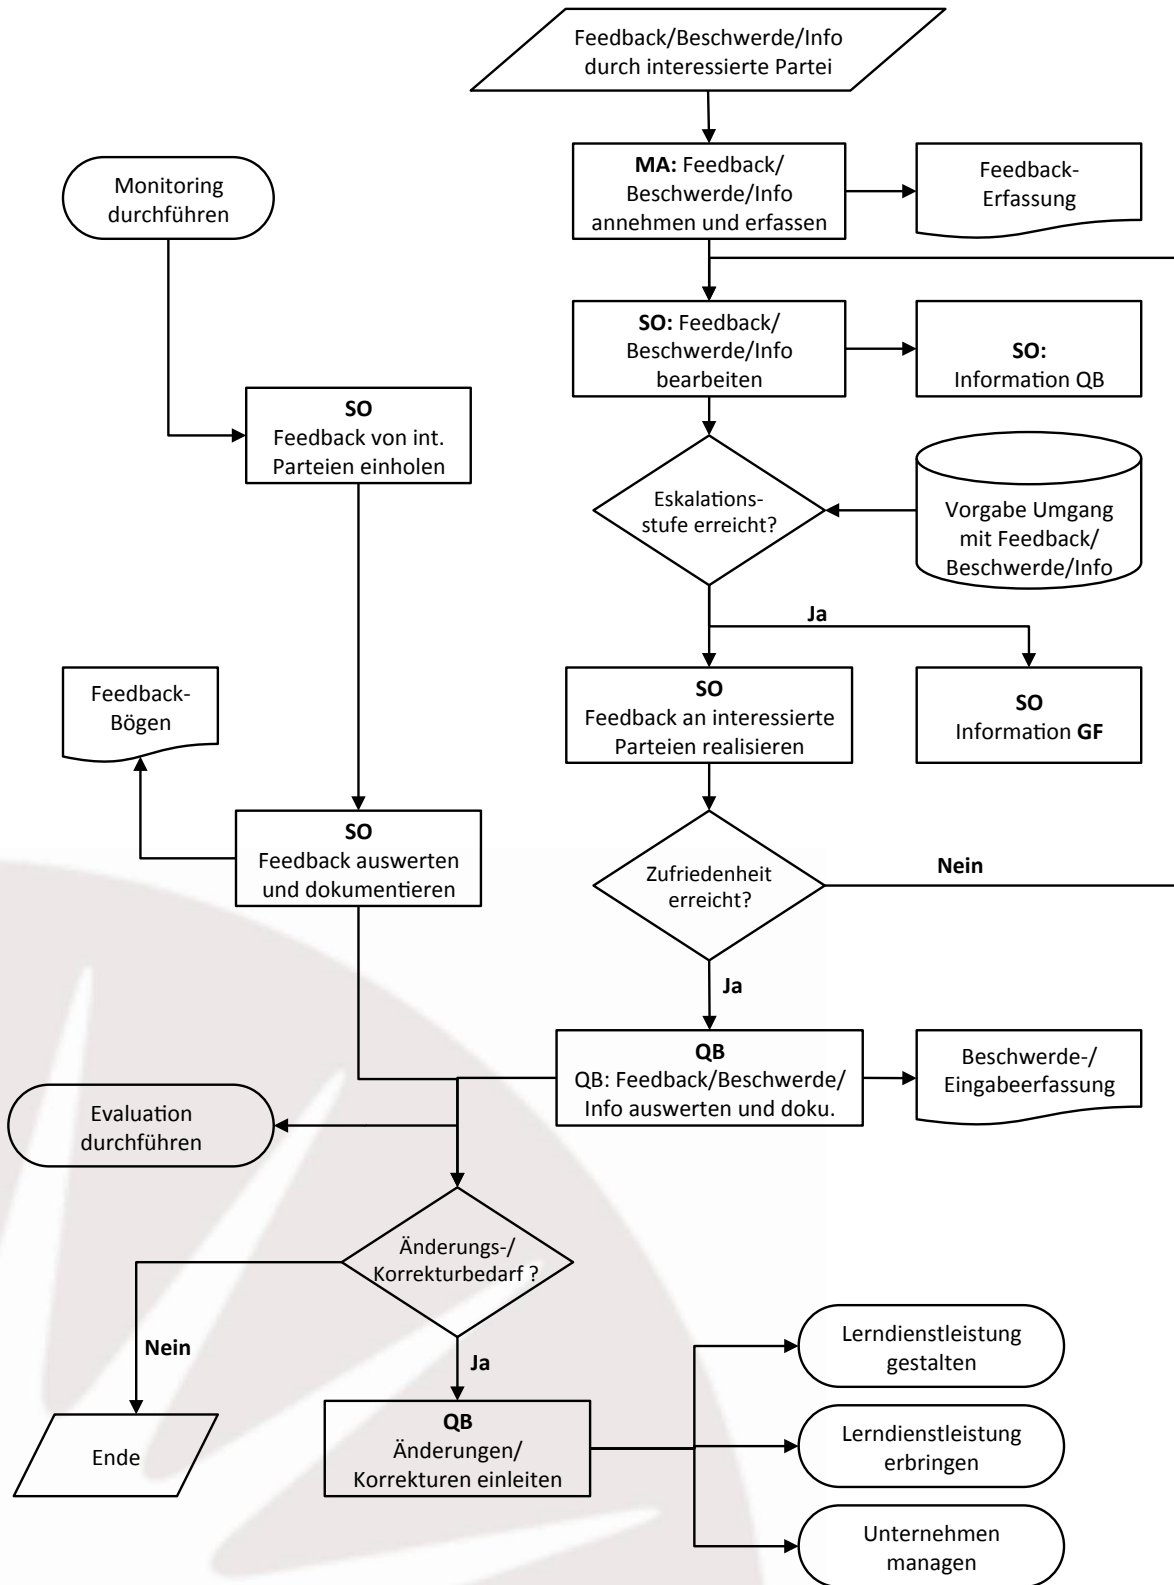 Feedback/Beschwerde/Info
durch interessierte Partei
MA: Feedback/
Beschwerde/Info
annehmen und erfassen
Feedback-
Erfassung
Monitoring
durchführen
SO: Feedback/
Beschwerde/Info
bearbeiten
SO:
Information QB
SO
Feedback von int.
Parteien einholen
Eskalations-
stufe erreicht?
Vorgabe Umgang
mit Feedback/
Beschwerde/Info
Ja
Feedback-
Bögen
SO
Feedback an interessierte
Parteien realisieren
SO
Information GF
SO
Feedback auswerten
und dokumentieren
Zufriedenheit
erreicht?
Nein
Ja
QB
QB: Feedback/Beschwerde/
Info auswerten und doku.
Beschwerde-/
Eingabeerfassung
Evaluation
durchführen
Änderungs-/
Korrekturbedarf ?
Nein
Ja
Ende
QB
Änderungen/
Korrekturen einleiten
Lerndienstleistung
gestalten
Lerndienstleistung
erbringen
Unternehmen
managen